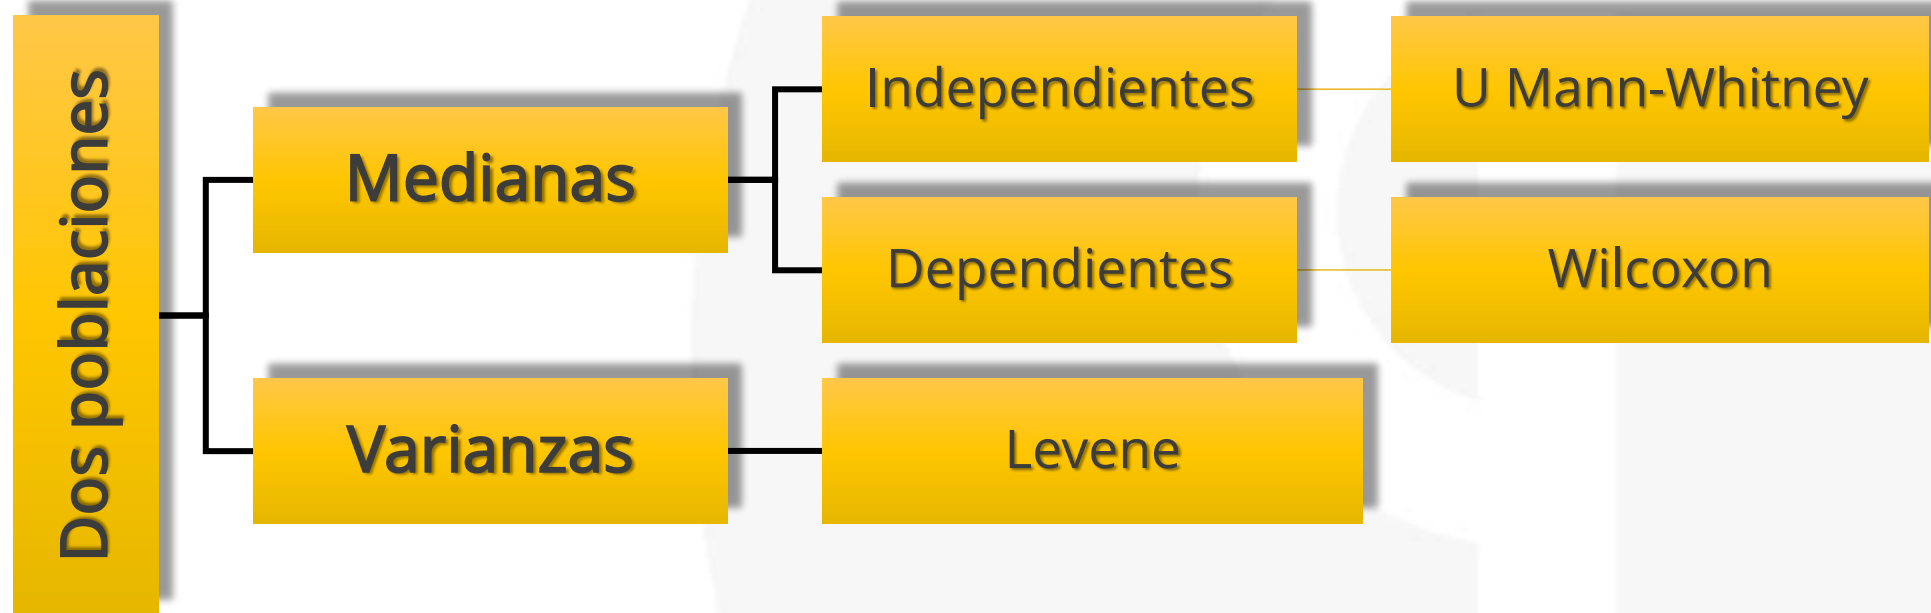 Dos poblaciones
Medianas
Independientes
U Mann-Whitney
Dependientes
Wilcoxon
Varianzas
Levene